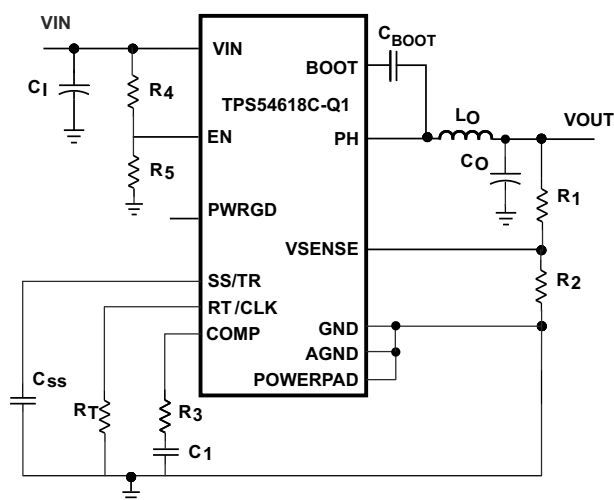 VIN
VIN
CBOOT
BOOT
CI
R4
TPS54618C-Q1
LO
VOUT
EN
PH
CO
R5
R1
PWRGD
VSENSE
SS/TR
R2
RT/CLK
GND
COMP
AGND
Css
POWERPAD
RT
R3
C1